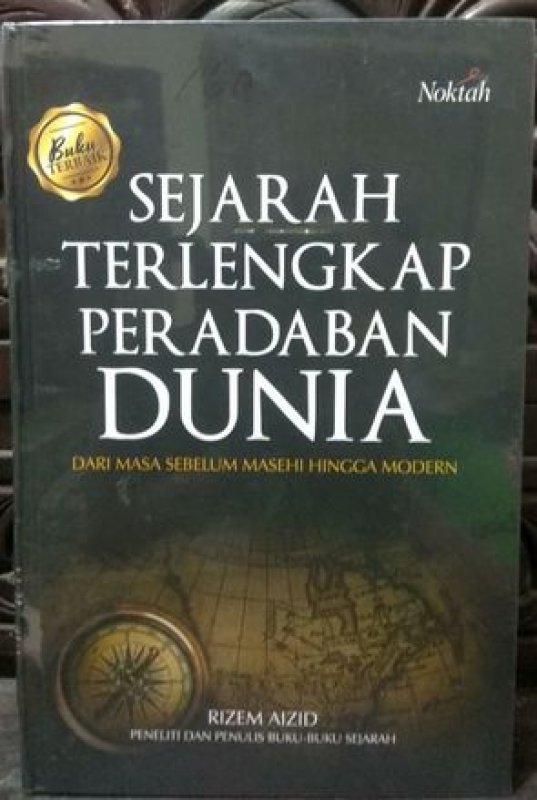 Noktah
Buku
TERBAIK
SEJARAH
TERLENGKAP
PERADABAN
DUNIA
DARI MASA SEBELUM MASEHI HINGGA MODERN
RIZEM AIZID
PENELITI DAN PENULIS BUKU-BUKU SEJARAH